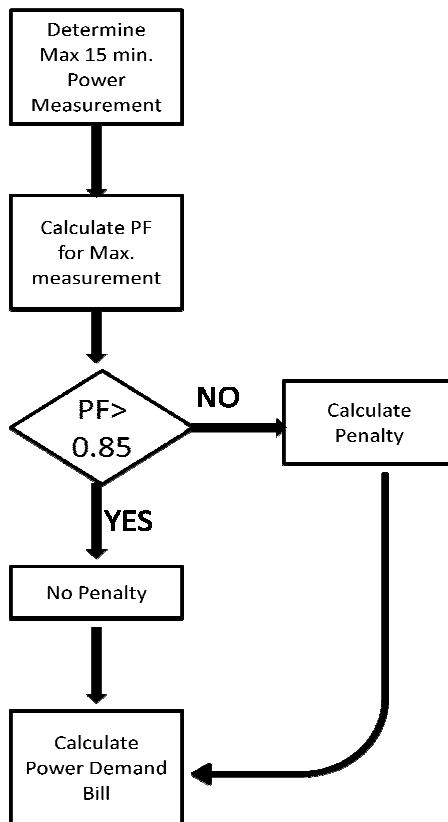 Determine
Max 15 min.
Power
Measurement
Calculate PF
for Max.
measurement
PF>
0.85
NO
Calculate
Penalty
YES
No Penalty
Calculate
Power Demand
Bill